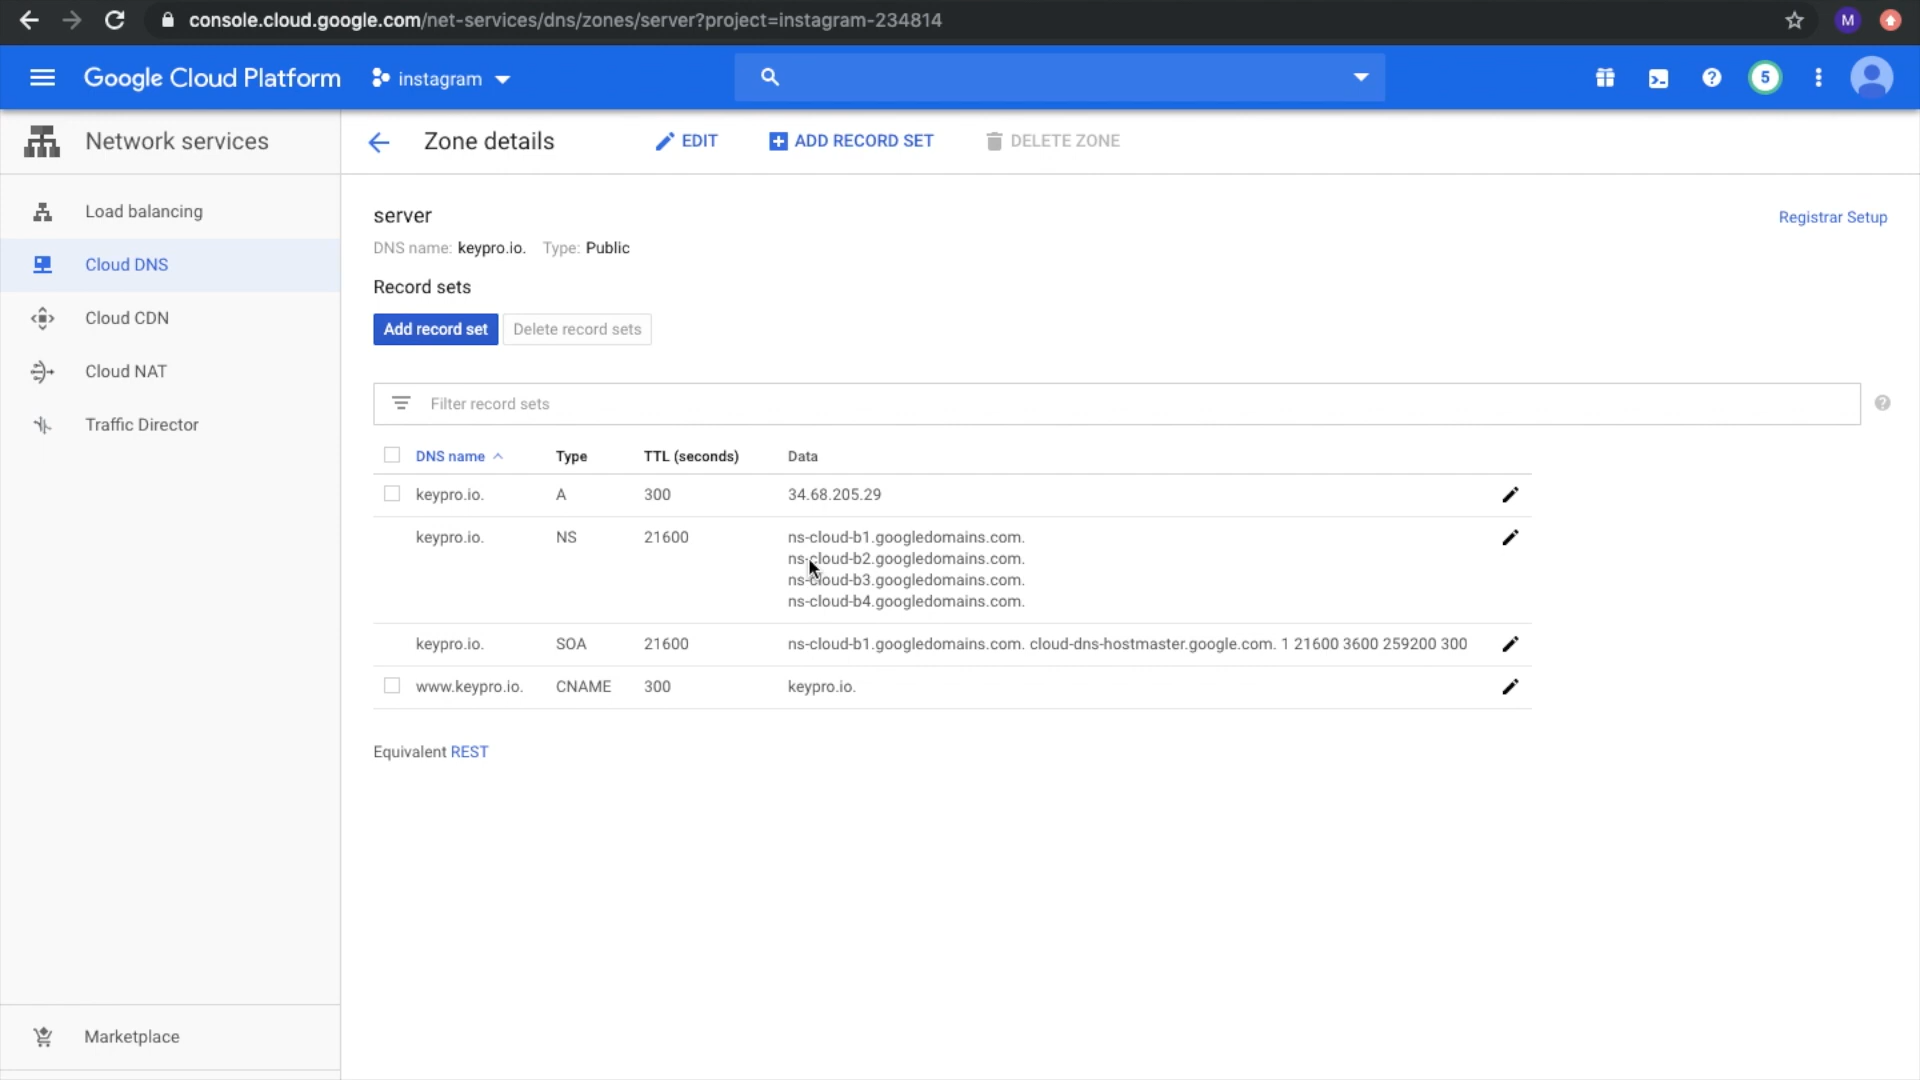 console.cloud.google.com/net-services/dns/zones/server?project=instagram-234814
M
Google Cloud Platform
instagram
5
Network services
Zone details
EDIT
ADD RECORD SET
DELETE ZONE
Load balancing
Cloud DNS
Cloud CDN
Cloud NAT
Traffic Director
Marketplace
server
Registrar Setup
DNS name: keypro.io. Type: Public
Record sets
Add record set
Delete record sets
Filter record sets
DNS name Type TTL (seconds) Data
keypro.io. A 300 34.68.205.29
keypro.io. NS 21600 ns-cloud-b1.googledomains.com.
ns-cloud-b2.googledomains.com.
ns-cloud-b3.googledomains.com.
ns-cloud-b4.googledomains.com.
keypro.io. SOA 21600 ns-cloud-b1.googledomains.com. cloud-dns-hostmaster.google.com. 1 21600 3600 259200 300
www.keypro.io. CNAME 300 keypro.io.
Equivalent REST